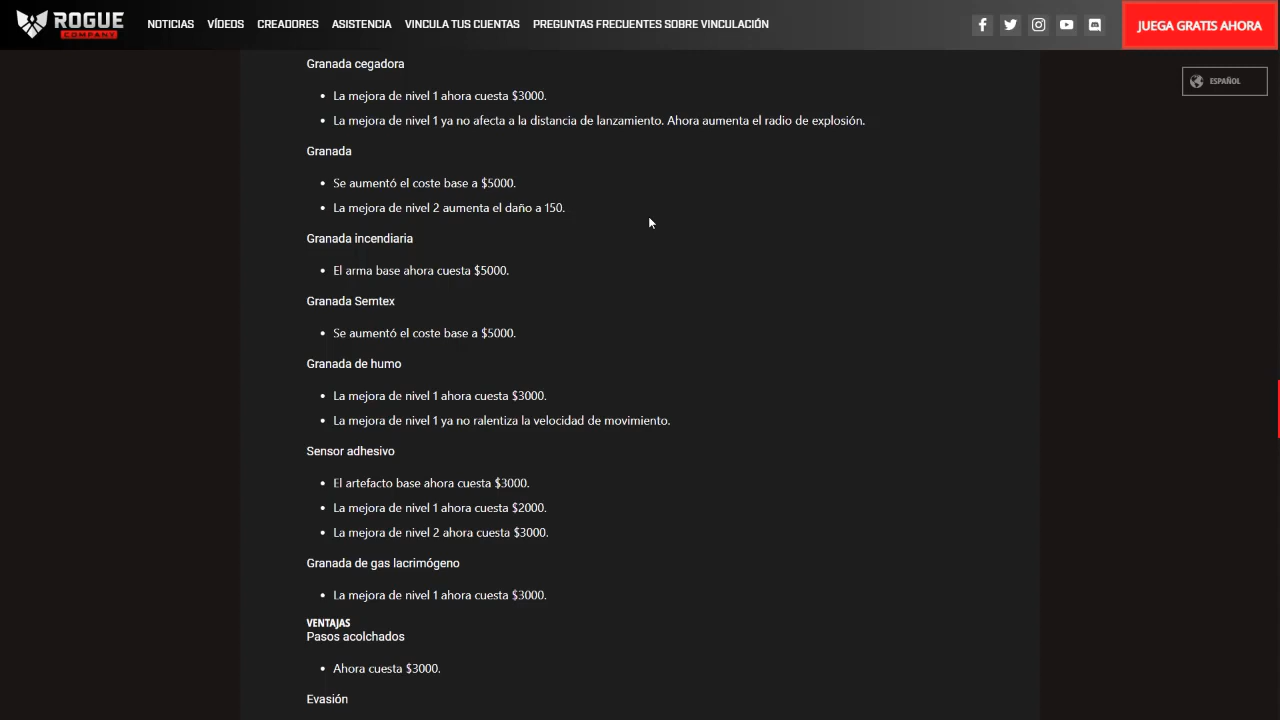 ROGUE COMPANY
NOTICIAS VÍDEOS CREADORES ASISTENCIA VINCULA TUS CUENTAS PREGUNTAS FRECUENTES SOBRE VINCULACIÓN
JUEGA GRATIS AHORA
ESPAÑOL
Granada cegadora
• La mejora de nivel 1 ahora cuesta $3000.
• La mejora de nivel 1 ya no afecta a la distancia de lanzamiento. Ahora aumenta el radio de explosión.
Granada
• Se aumentó el coste base a $5000.
• La mejora de nivel 2 aumenta el daño a 150.
Granada incendiaria
• El arma base ahora cuesta $5000.
Granada Semtex
• Se aumentó el coste base a $5000.
Granada de humo
• La mejora de nivel 1 ahora cuesta $3000.
• La mejora de nivel 1 ya no ralentiza la velocidad de movimiento.
Sensor adhesivo
• El artefacto base ahora cuesta $3000.
• La mejora de nivel 1 ahora cuesta $2000.
• La mejora de nivel 2 ahora cuesta $3000.
Granada de gas lacrimógeno
• La mejora de nivel 1 ahora cuesta $3000.
VENTAJAS
Pasos acolchados
• Ahora cuesta $3000.
Evasión